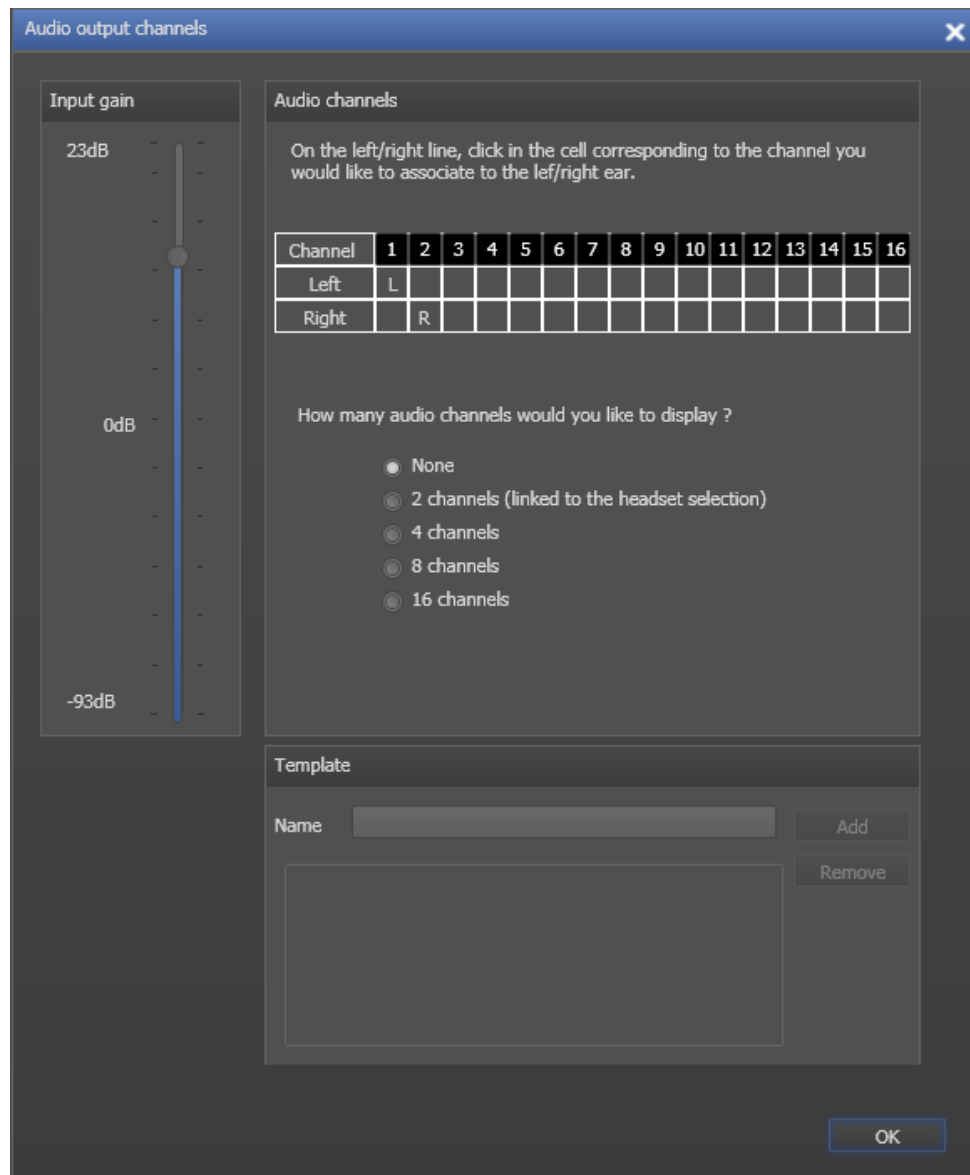 Audio output channels
Input gain
23dB
0dB
-93dB
Audio channels
On the left/right line, click in the cell corresponding to the channel you
would like to associate to the lef/right ear.
Channel 1 2 3 4 5 6 7 8 9 10 11 12 13 14 15 16
Left L
Right R
How many audio channels would you like to display ?
None
2 channels (linked to the headset selection)
4 channels
8 channels
16 channels
Template
Name
Add
Remove
OK